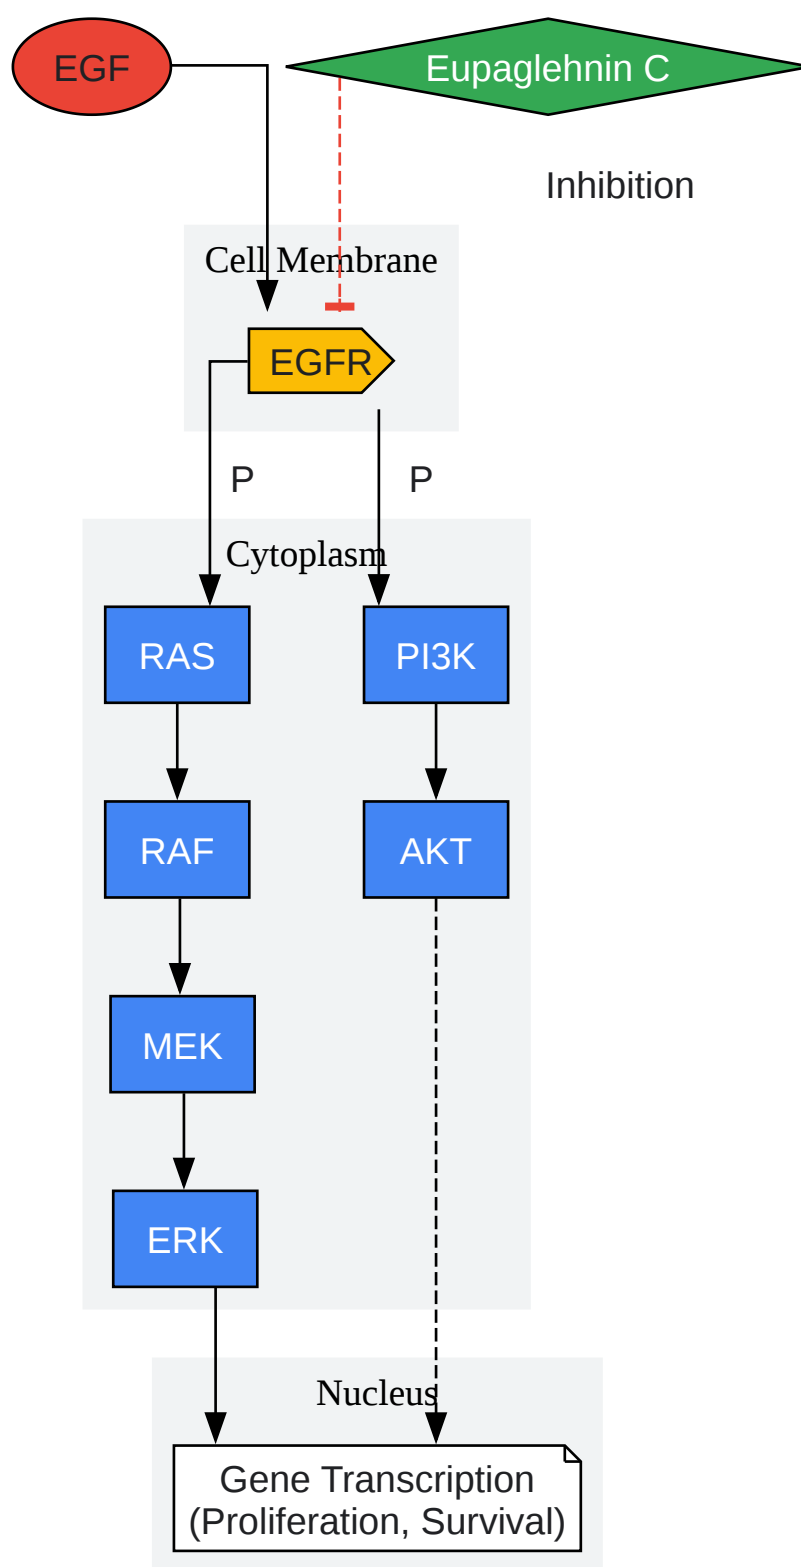 EGF
Eupaglehnin C
Inhibition
Cell Membrane
EGFR
P
P
Cytoplasm
RAS
PI3K
RAF
AKT
MEK
ERK
Nucleus
Gene Transcription
(Proliferation, Survival)